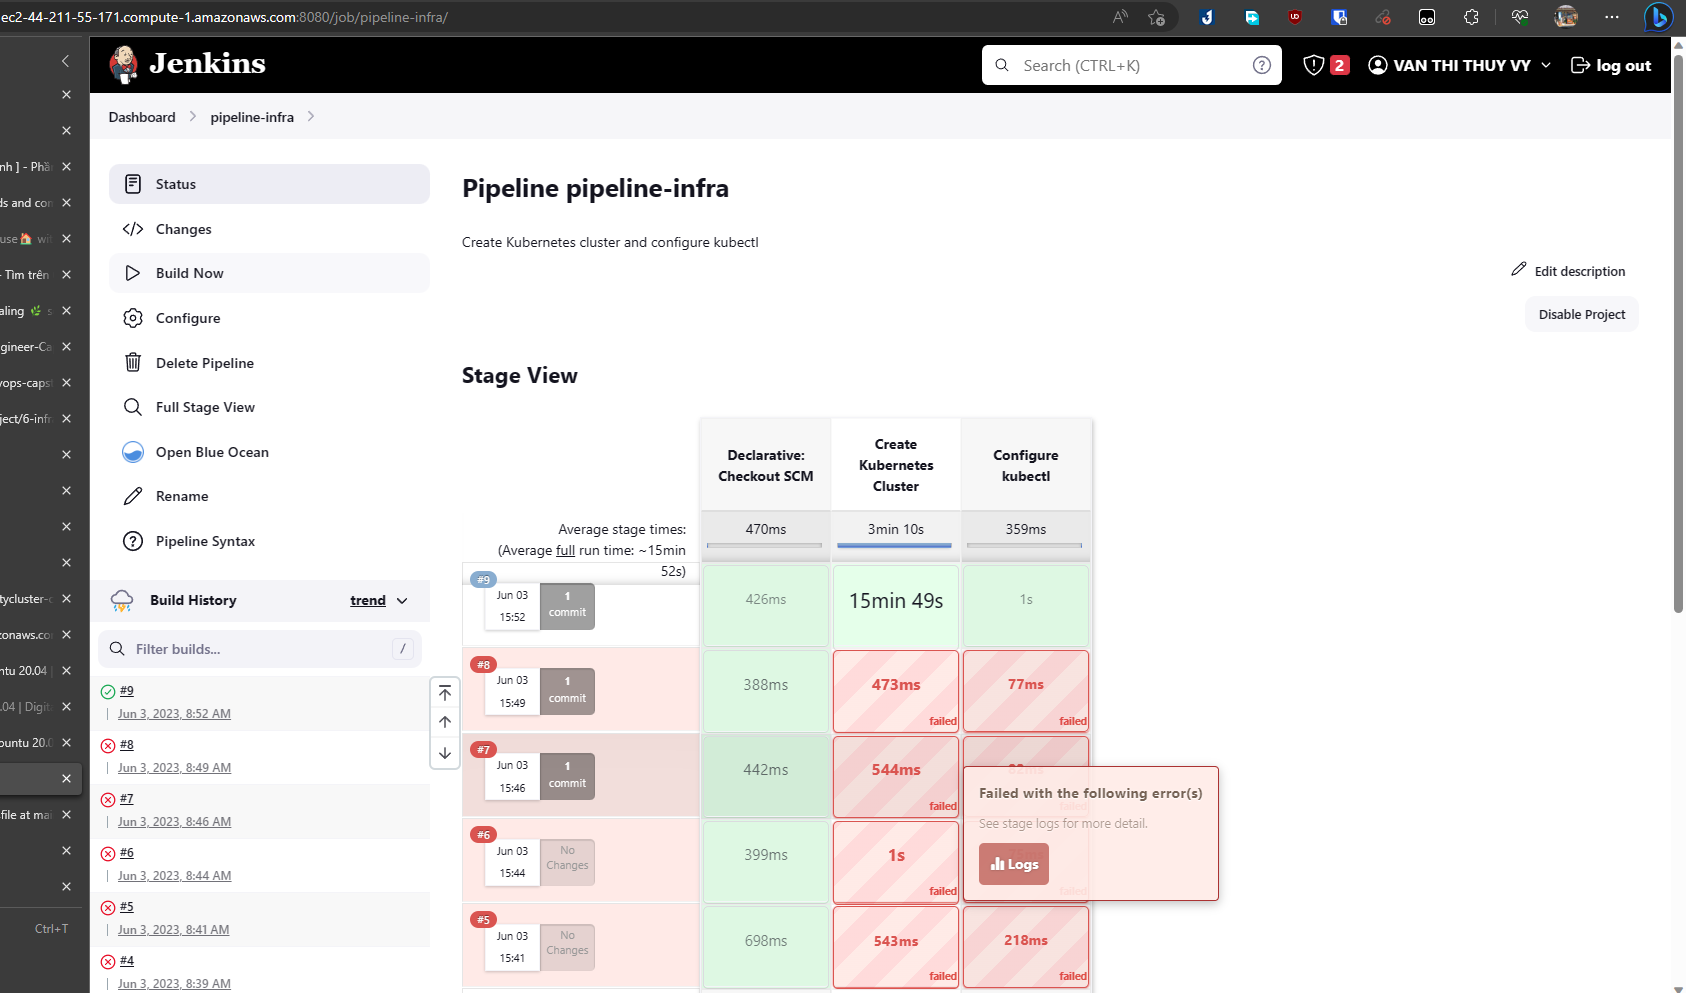 ec2-44-211-55-171.compute-1.amazonaws.com:8080/job/pipeline-infra/
Jenkins
Search (CTRL+K)
2
VAN THI THUY VY
log out
Dashboard
pipeline-infra
nh ] - Phầ
ds and con
use
- Tìm trên
aling
s
gineer-Ca
vops-caps
ject/6-infr
tycluster-c
onaws.co
ntu 20.04
.04 | Digit
buntu 20.0
sfile at mai
Ctrl+T
Status
Changes
Build Now
Configure
Delete Pipeline
Full Stage View
Open Blue Ocean
Rename
Pipeline Syntax
Build History
trend
Filter builds...
/
#9
Jun 3, 2023, 8:52 AM
#8
Jun 3, 2023, 8:49 AM
#7
Jun 3, 2023, 8:46 AM
#6
Jun 3, 2023, 8:44 AM
#5
Jun 3, 2023, 8:41 AM
#4
Jun 3, 2023, 8:39 AM
Pipeline pipeline-infra
Create Kubernetes cluster and configure kubectl
Edit description
Disable Project
Stage View
Declarative:
Checkout SCM
Create
Kubernetes
Cluster
Configure
kubectl
Average stage times:
(Average full run time: ~15min
52s)
470ms
3min 10s
359ms
#9
Jun 03
15:52
1
commit
426ms
15min 49s
1s
#8
Jun 03
15:49
1
commit
388ms
473ms
failed
77ms
failed
#7
Jun 03
15:46
1
commit
442ms
544ms
failed
Failed with the following error(s)
See stage logs for more detail.
Logs
#6
Jun 03
15:44
No
Changes
399ms
1s
failed
#5
Jun 03
15:41
No
Changes
698ms
543ms
failed
218ms
failed